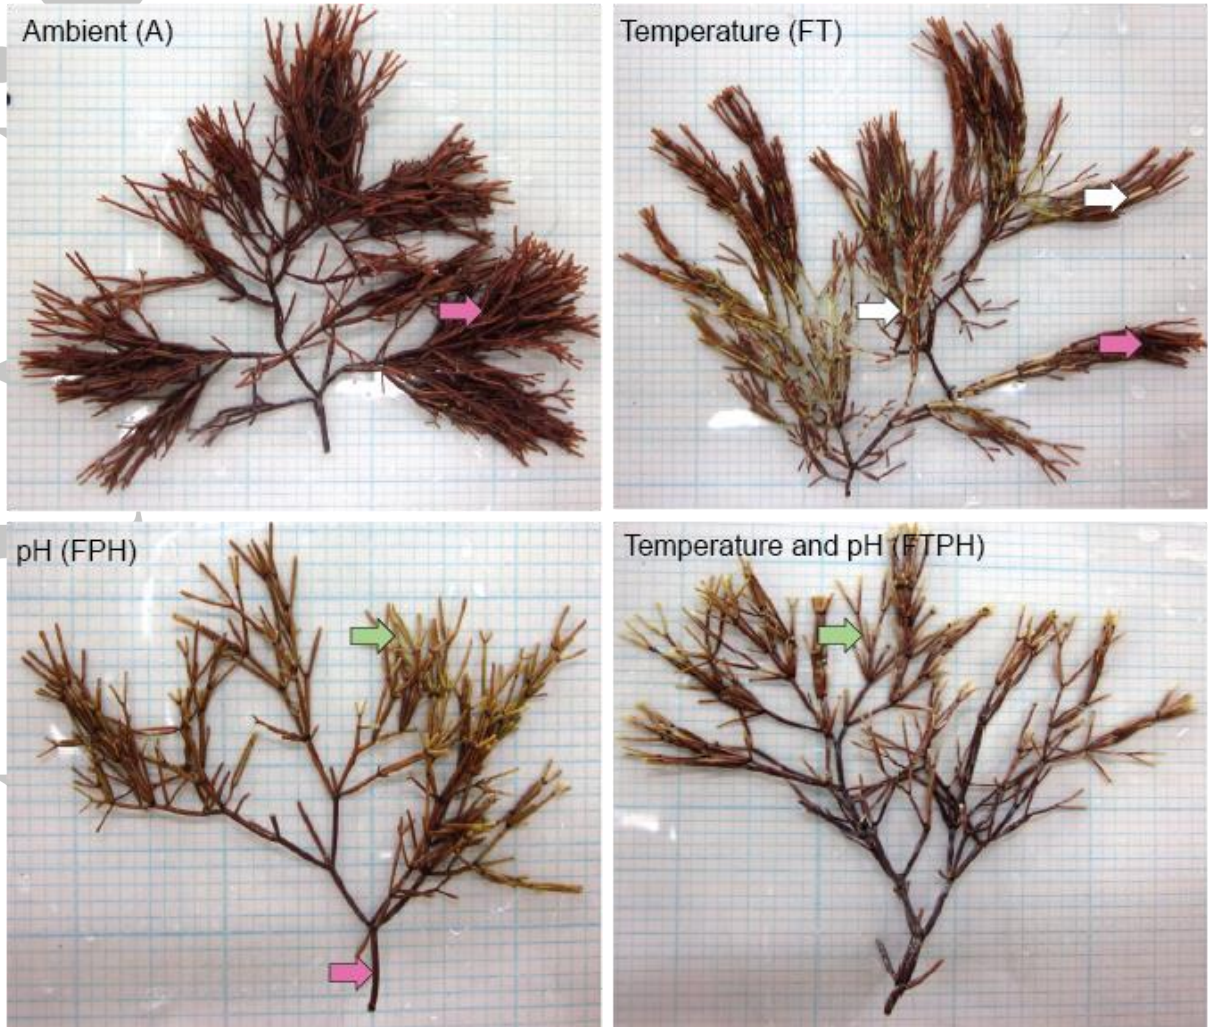 Ambient (A)
Temperature (FT)
pH (FPH)
Temperature and pH (FTPH)